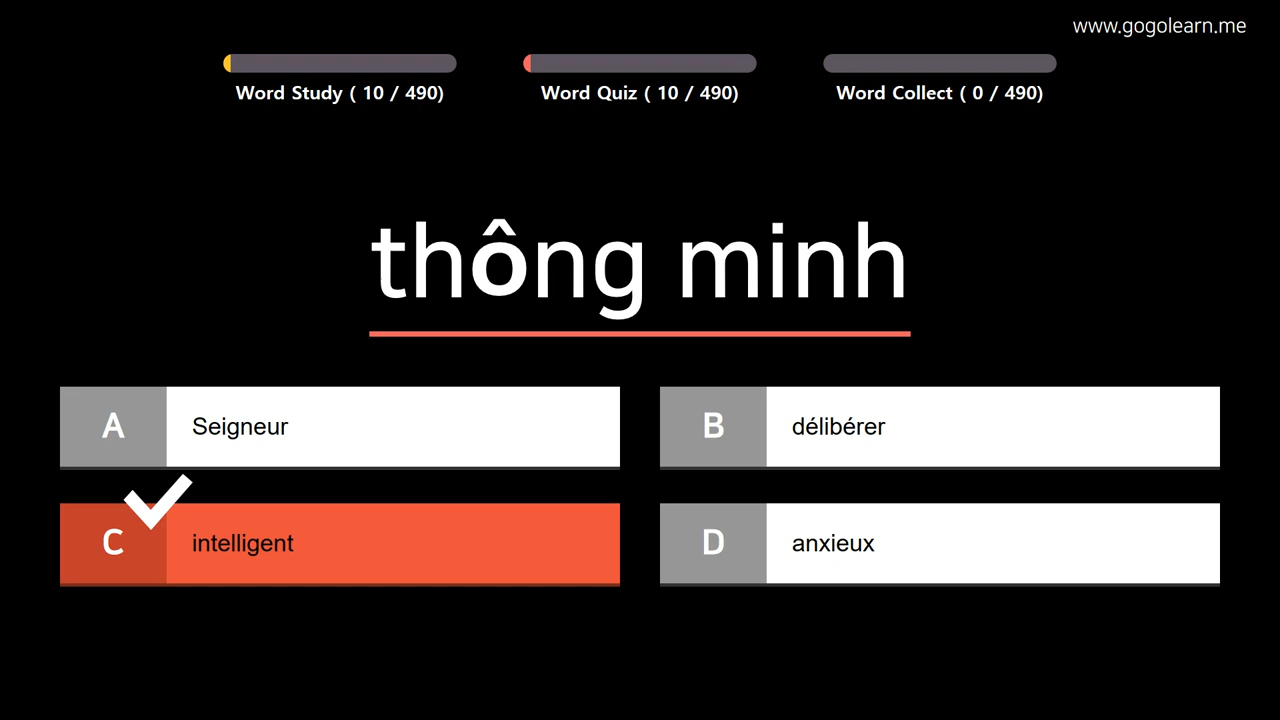 www.gogolearn.me
Word Study ( 10 / 490)
Word Quiz ( 10 / 490)
Word Collect ( 0 / 490)
thông minh
A Seigneur
B délibérer
C intelligent
D anxieux